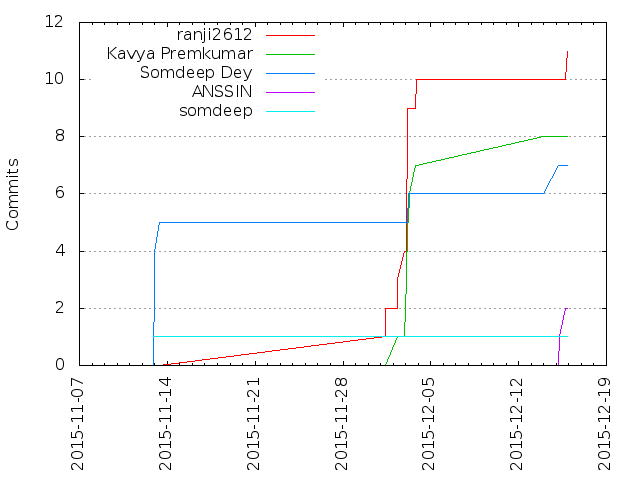 12
10
8
6
4
2
0
Commits
ranji2612
Kavya Premkumar
Somdeep Dey
ANSSIN
somdeep
2015-11-07
2015-11-14
2015-11-21
2015-11-28
2015-12-05
2015-12-12
2015-12-19